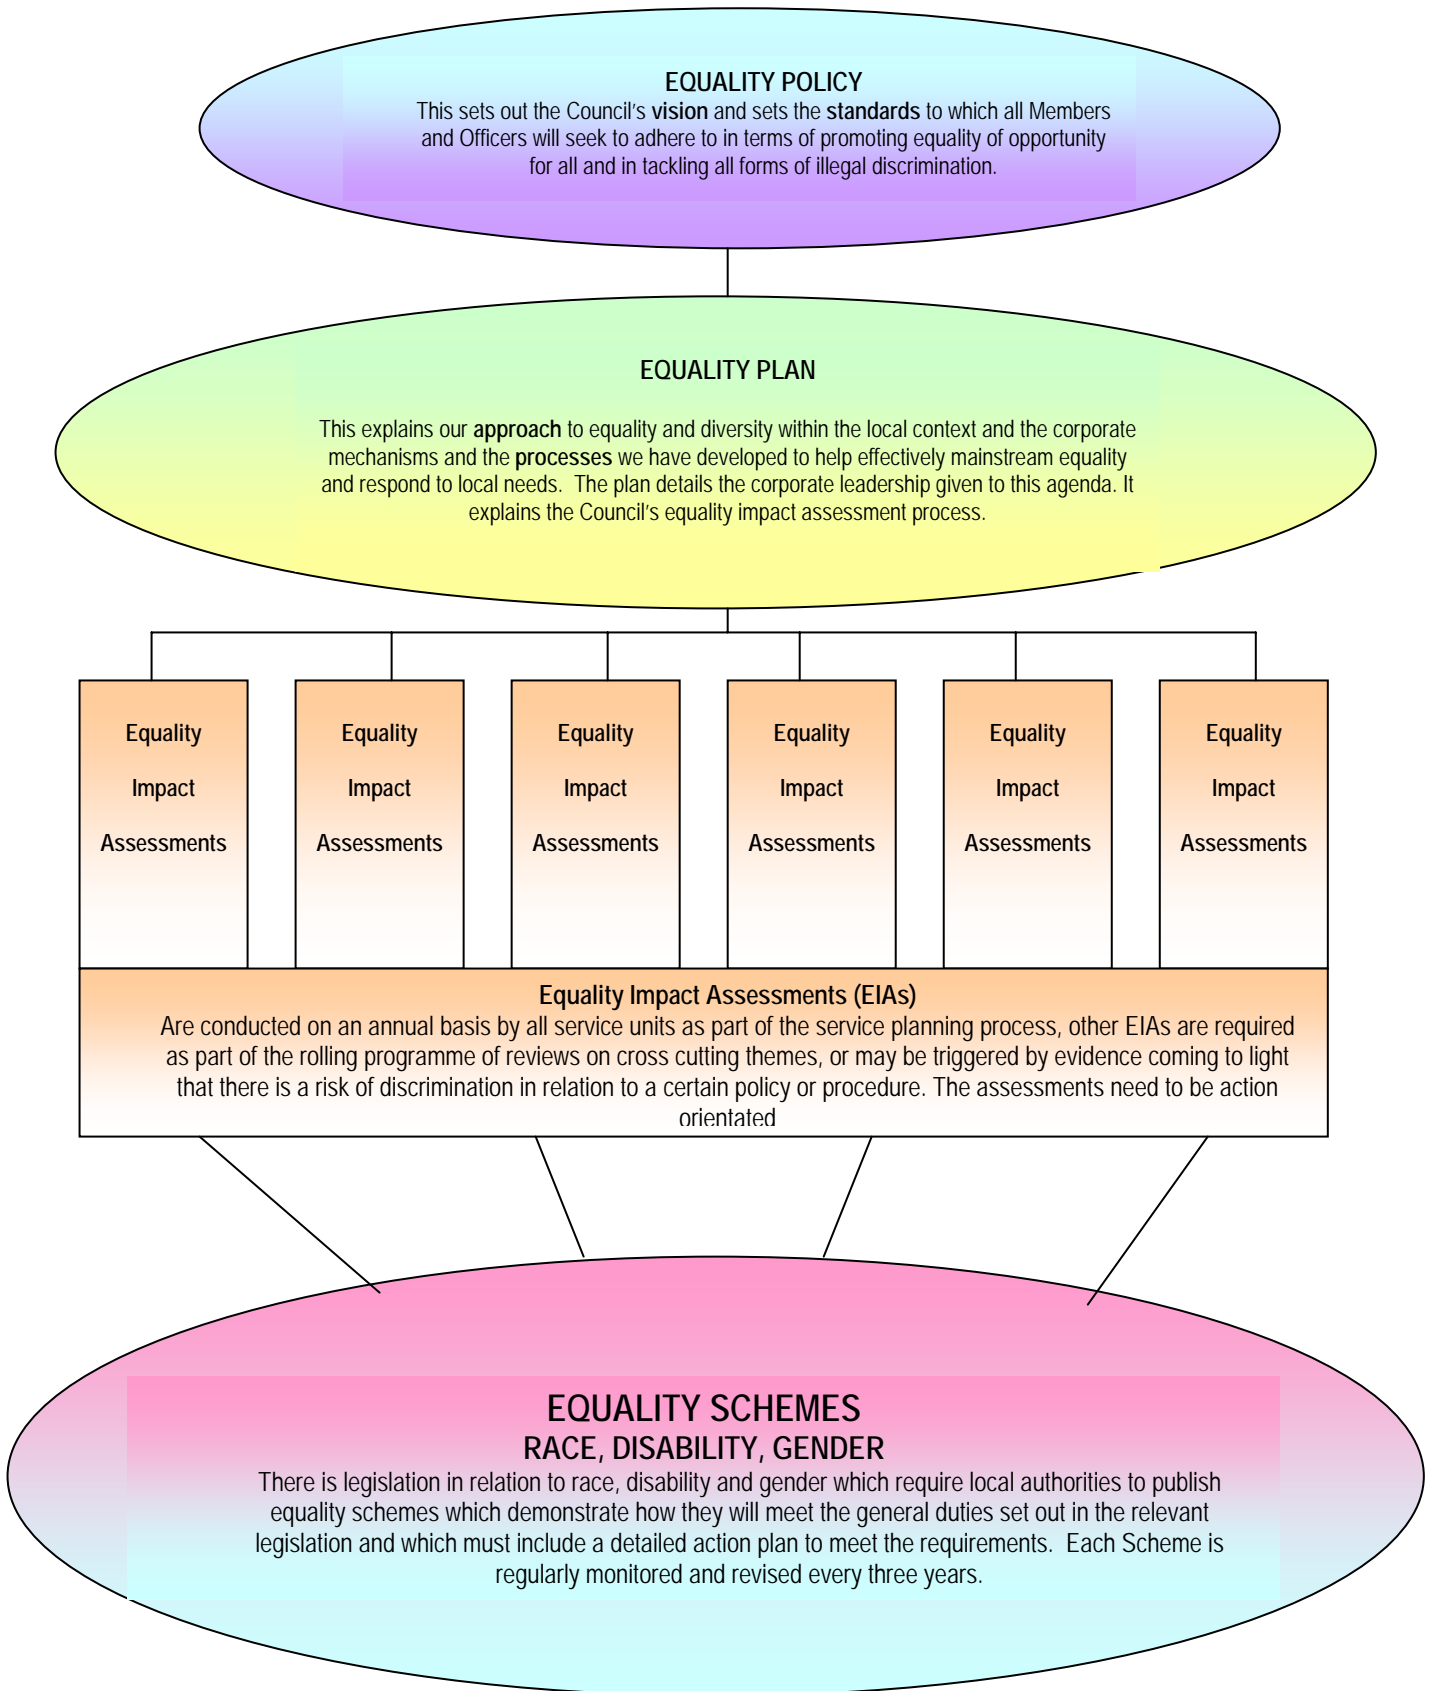 EQUALITY POLICY
This sets out the Council's vision and sets the standards to which all Members
and Officers will seek to adhere to in terms of promoting equality of opportunity
for all and in tackling all forms of illegal discrimination.
EQUALITY PLAN
This explains our approach to equality and diversity within the local context and the corporate
mechanisms and the processes we have developed to help effectively mainstream equality
and respond to local needs.  The plan details the corporate leadership given to this agenda. It
explains the Council's equality impact assessment process.
Equality
Impact
Assessments
Equality
Impact
Assessments
Equality
Impact
Assessments
Equality
Impact
Assessments
Equality
Impact
Assessments
Equality
Impact
Assessments
Equality Impact Assessments (EIAs)
Are conducted on an annual basis by all service units as part of the service planning process, other EIAs are required
as part of the rolling programme of reviews on cross cutting themes, or may be triggered by evidence coming to light
that there is a risk of discrimination in relation to a certain policy or procedure. The assessments need to be action
orientated
EQUALITY SCHEMES
RACE, DISABILITY, GENDER
There is legislation in relation to race, disability and gender which require local authorities to publish
equality schemes which demonstrate how they will meet the general duties set out in the relevant
legislation and which must include a detailed action plan to meet the requirements.  Each Scheme is
regularly monitored and revised every three years.